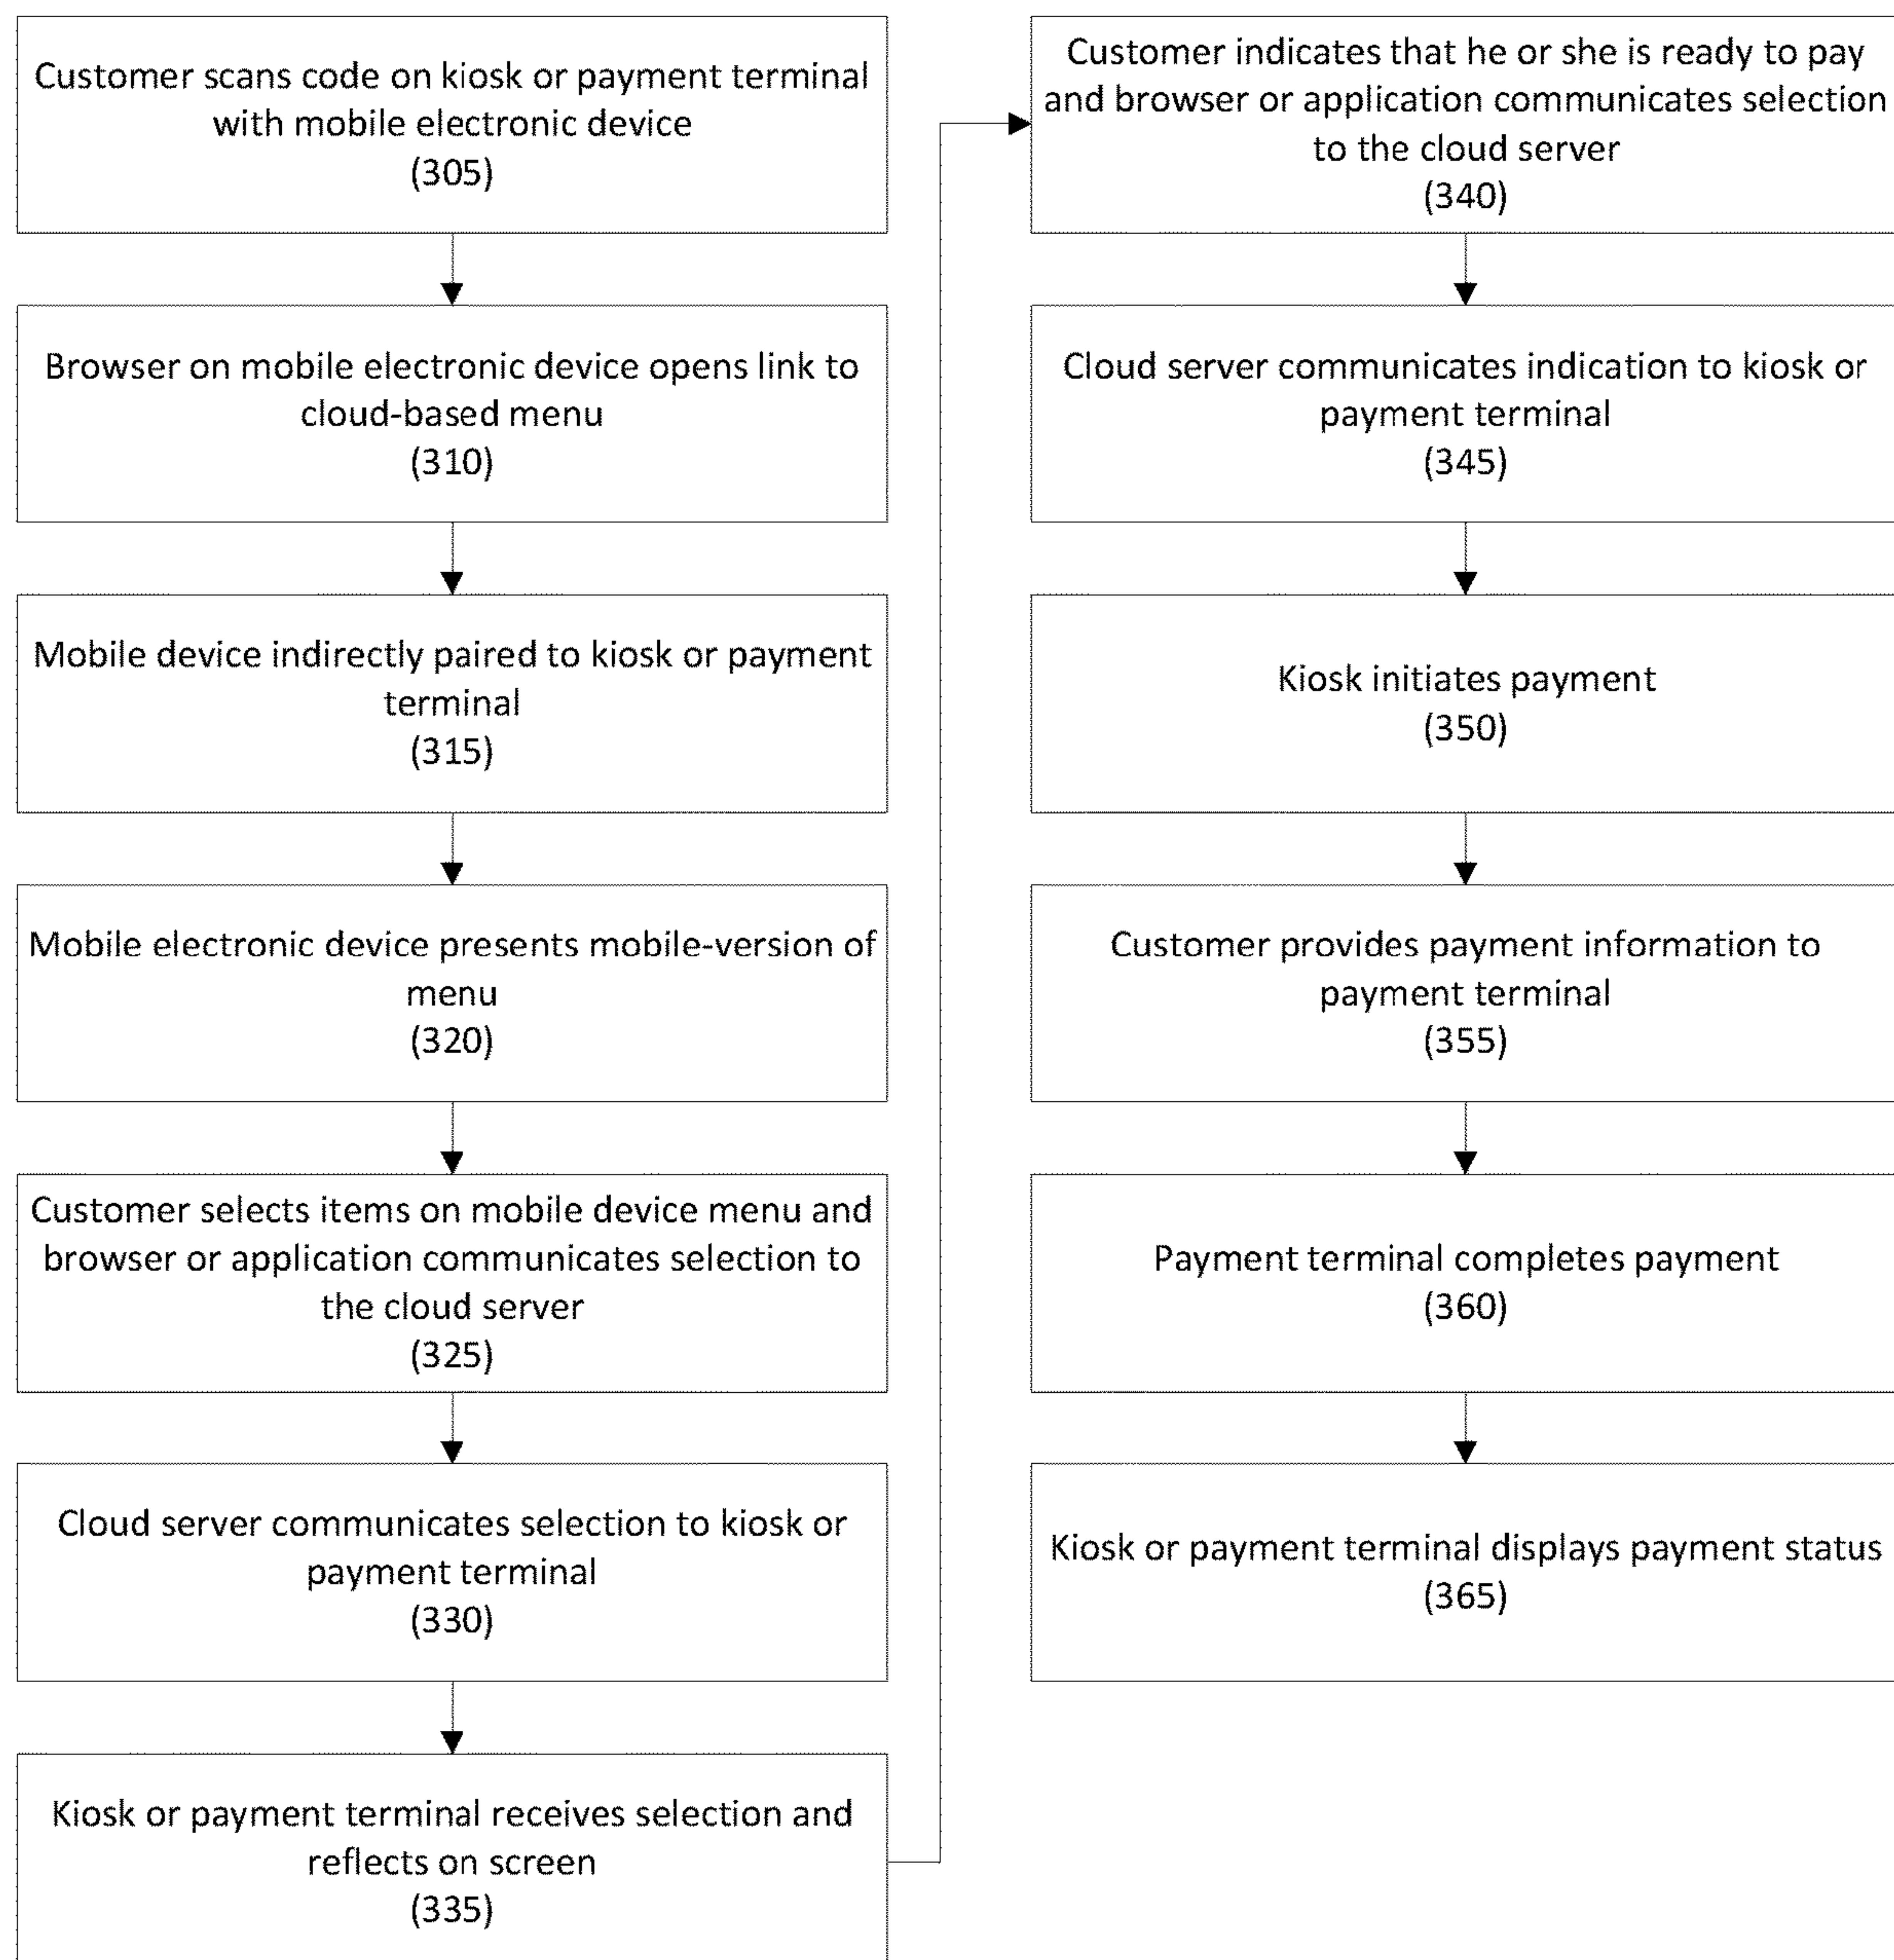 Customer scans code on kiosk or payment terminal
with mobile electronic device
(305)
Browser on mobile electronic device opens link to
cloud-based menu
(310)
Mobile device indirectly paired to kiosk or payment
terminal
(315)
Mobile electronic device presents mobile-version of
menu
(320)
Customer selects items on mobile device menu and
browser or application communicates selection to
the cloud server
(325)
Cloud server communicates selection to kiosk or
payment terminal
(330)
Kiosk or payment terminal receives selection and
reflects on screen
(335)
Customer indicates that he or she is ready to pay
and browser or application communicates selection
to the cloud server
(340)
Cloud server communicates indication to kiosk or
payment terminal
(345)
Kiosk initiates payment
(350)
Customer provides payment information to
payment terminal
(355)
Payment terminal completes payment
(360)
Kiosk or payment terminal displays payment status
(365)